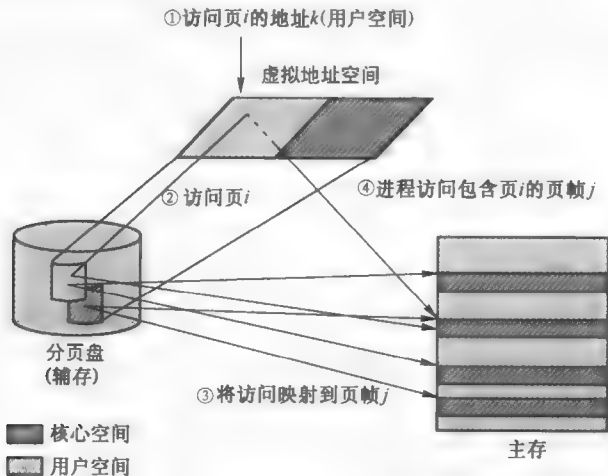 ①访问页i的地址k(用户空间)
虚拟地址空间
②访问页i
④进程访问包含页i的页帧j
分页盘
(辅存)
③将访问映射到页帧j
核心空间
主存
用户空间